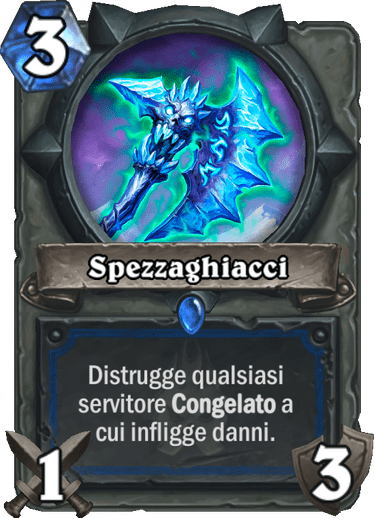 3
Spezzaghiacci
Distrugge qualsiasi
servitore Congelato a
cui infligge danni.
1
3